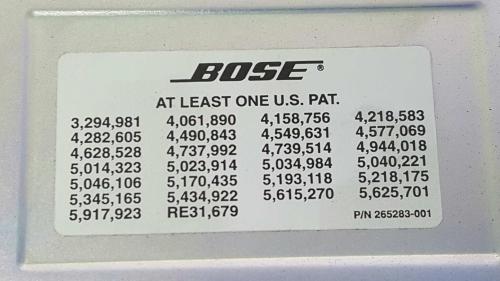 BOSE®
AT LEAST ONE U.S. PAT.
3,294,981 4,061,890 4,158,756 4,218,583
4,282,605 4,490,843 4,549,631 4,577,069
4,628,528 4,737,992 4,739,514 4,944,018
5,014,323 5,023,914 5,034,984 5,040,221
5,046,106 5,170,435 5,193,118 5,218,175
5,345,165 5,434,922 5,615,270 5,625,701
5,917,923 RE31,679 P/N 265283-001